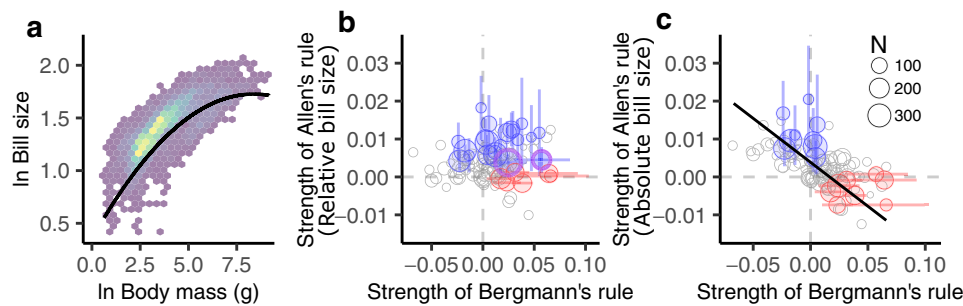 a
ln Bill size
2.0
1.5
1.0
0.5
0.0 2.5 5.0 7.5
ln Body mass (g)
b
Strength of Allen's rule
(Relative bill size)
0.03
0.02
0.01
0.00
−0.01
−0.05 0.00 0.05 0.10
Strength of Bergmann's rule
c
Strength of Allen's rule
(Absolute bill size)
0.03
0.02
0.01
0.00
−0.01
−0.05 0.00 0.05 0.10
Strength of Bergmann's rule
N
100
200
300